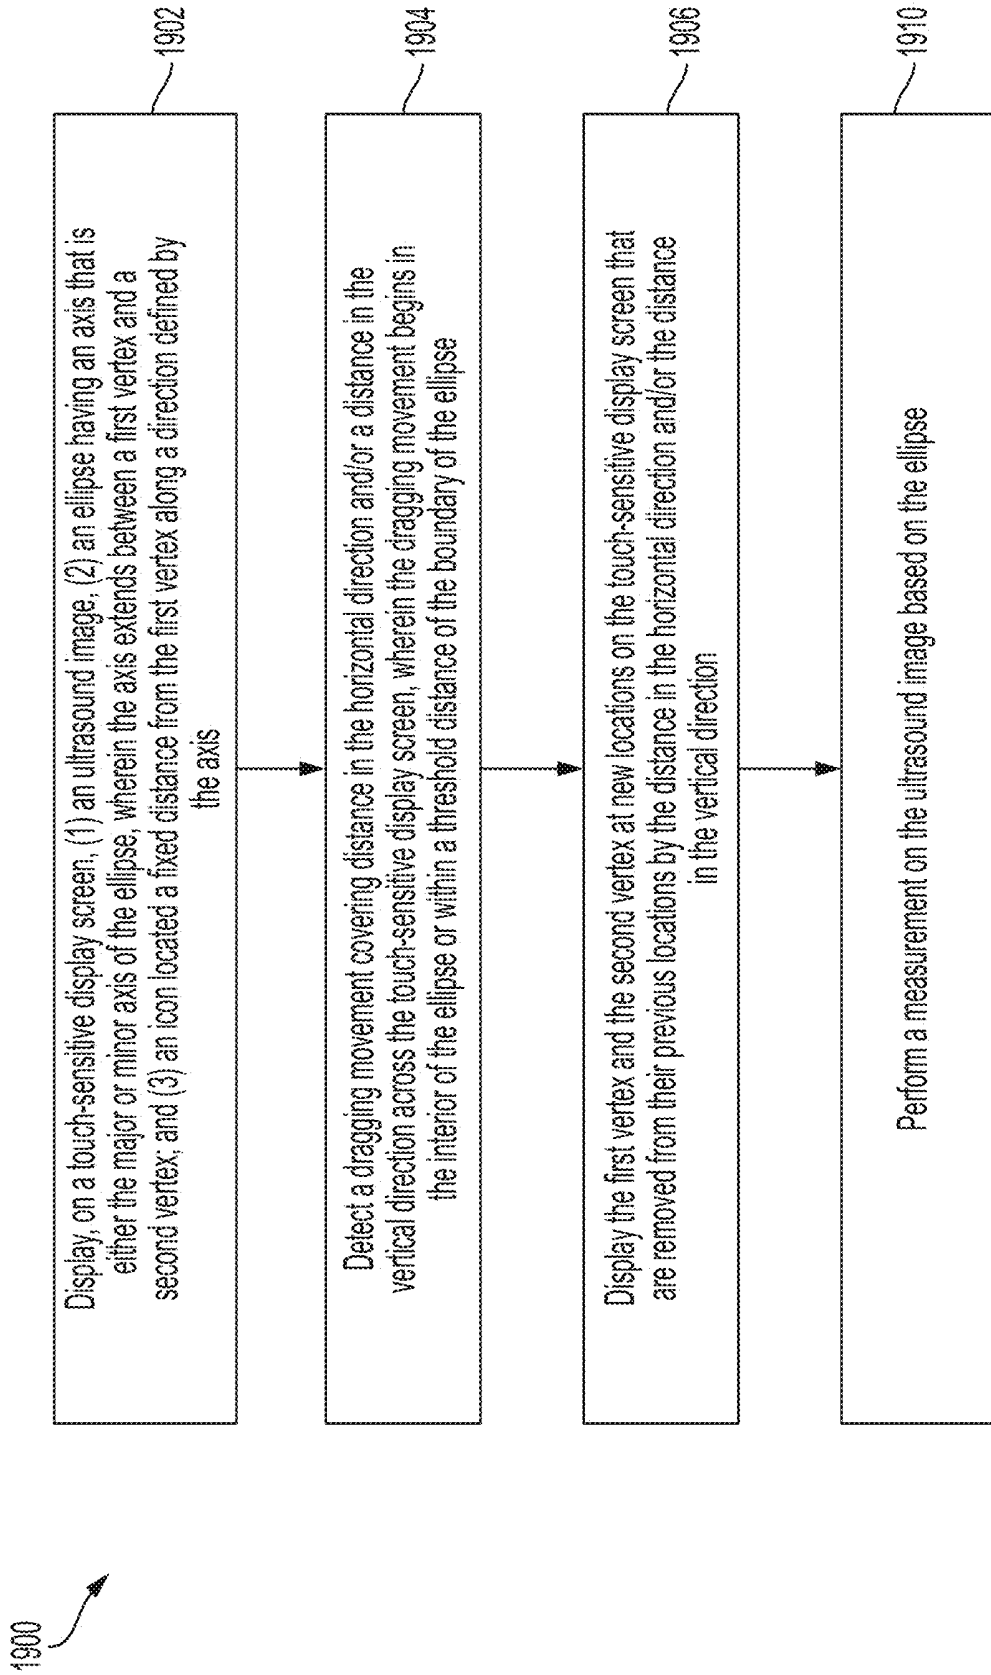 1900
Display, on a touch-sensitive display screen, (1) an ultrasound image, (2) an ellipse having an axis that is
either the major or minor axis of the ellipse, wherein the axis extends between a first vertex and a
second vertex; and (3) an icon located a fixed distance from the first vertex along a direction defined by
the axis
1902
Detect a dragging movement covering distance in the horizontal direction and/or a distance in the
vertical direction across the touch-sensitive display screen, wherein the dragging movement begins in
the interior of the ellipse or within a threshold distance of the boundary of the ellipse
1904
Display the first vertex and the second vertex at new locations on the touch-sensitive display screen that
are removed from their previous locations by the distance in the horizontal direction and/or the distance
in the vertical direction
1906
Perform a measurement on the ultrasound image based on the ellipse
1910